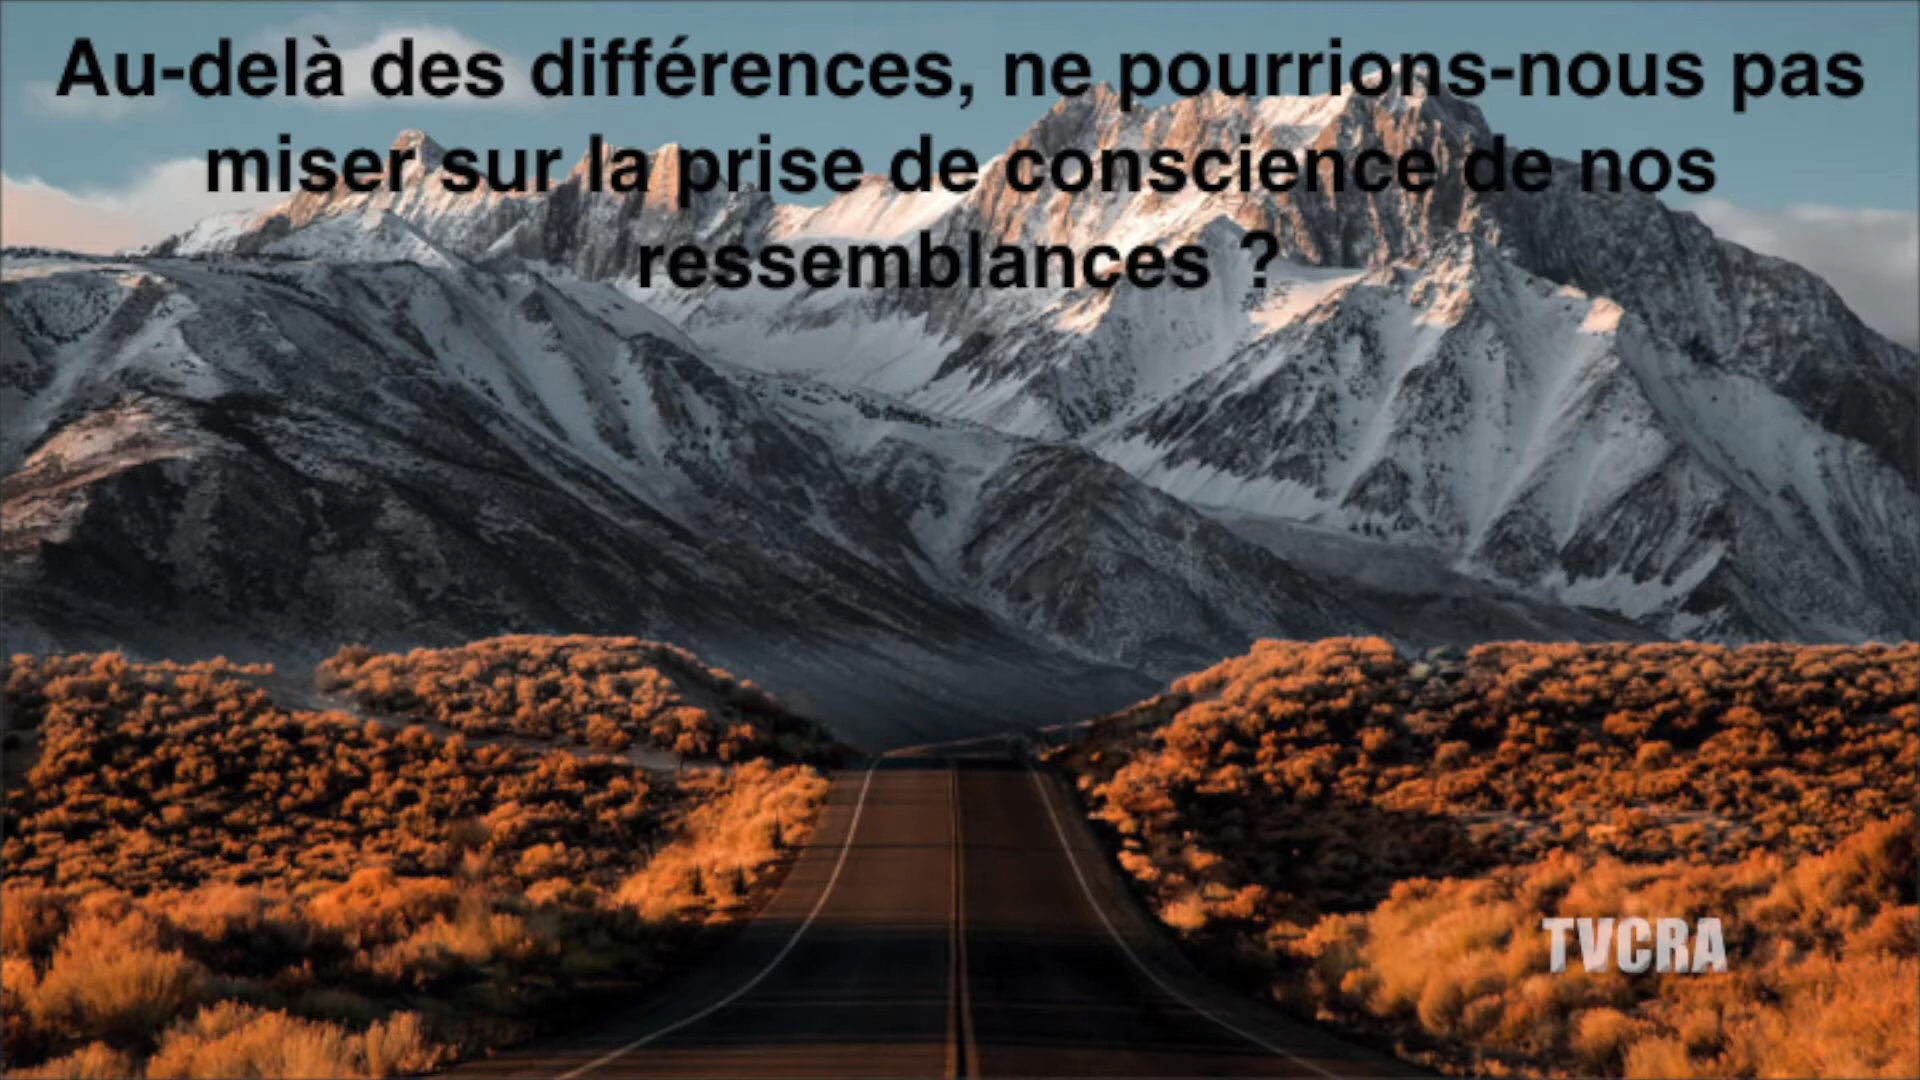 Au-delà des différences, ne pourrions-nous pas
miser sur la prise de conscience de nos
ressemblances ?
TVCRA